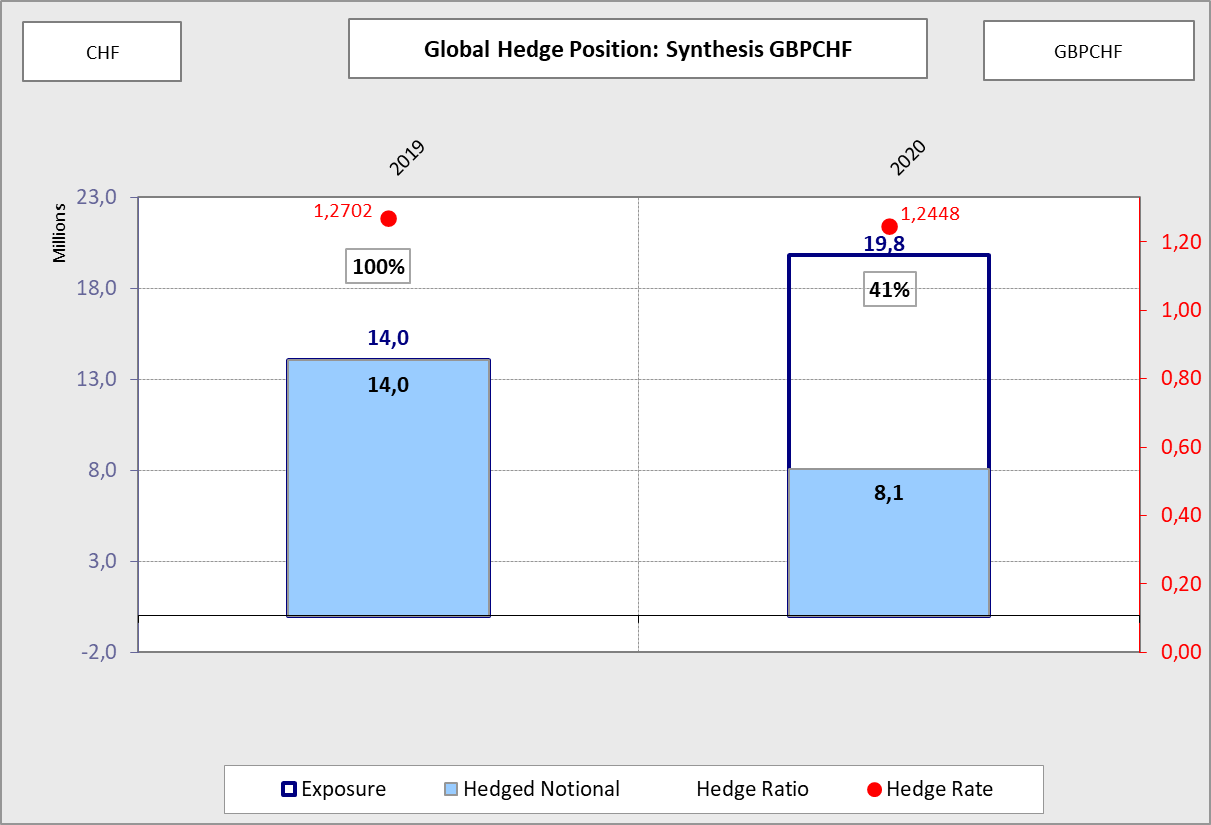 CHF
Global Hedge Position: Synthesis GBPCHF
GBPCHF
2019
2020
Millions
23,0
18,0
13,0
8,0
3,0
-2,0
1,2702
100%
14,0
14,0
1,2448
19,8
41%
8,1
1,20
1,00
0,80
0,60
0,40
0,20
0,00
Exposure
Hedged Notional
Hedge Ratio
Hedge Rate